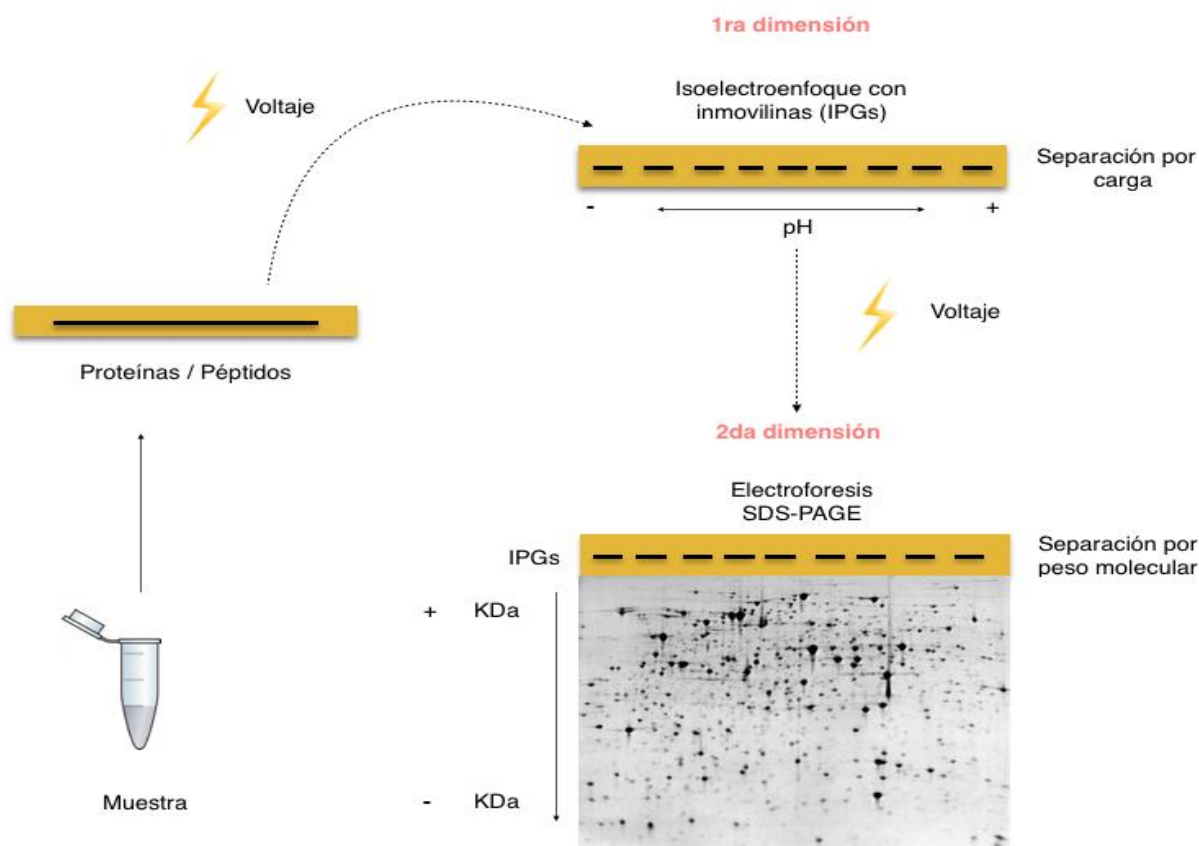 1ra dimensión
Voltaje
Isoelectroenfoque con
inmovilinas (IPGs)
Separación por
carga
- +
pH
Voltaje
Proteínas / Péptidos
2da dimensión
Electroforesis
SDS-PAGE
IPGs
Separación por
peso molecular
+ KDa
- KDa
Muestra